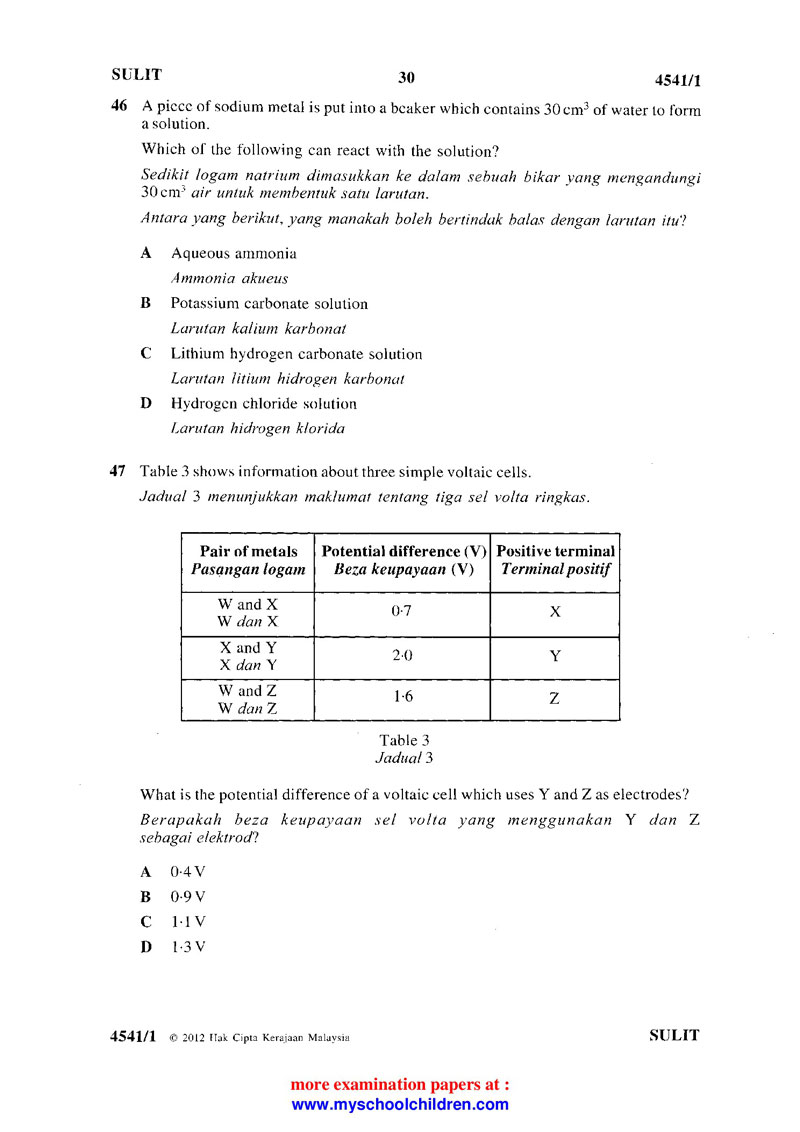 SULIT 30 4541/1
46 A piece of sodium metal is put into a beaker which contains 30 cm³ of water to form
a solution.
Which of the following can react with the solution?
Sedikit logam natrium dimasukkan ke dalam sebuah bikar yang mengandungi
30 cm³ air untuk membentuk satu larutan.
Antara yang berikut, yang manakah boleh bertindak balas dengan larutan itu?
A Aqueous ammonia
Ammonia akueus
B Potassium carbonate solution
Larutan kalium karbonat
C Lithium hydrogen carbonate solution
Larutan litium hidrogen karbonat
D Hydrogen chloride solution
Larutan hidrogen klorida
47 Table 3 shows information about three simple voltaic cells.
Jadual 3 menunjukkan maklumat tentang tiga sel volta ringkas.
Pair of metals Potential difference (V) Positive terminal
Pasangan logam Beza keupayaan (V) Terminal positif
W and X
W dan X 0·7 X
X and Y
X dan Y 2·0 Y
W and Z
W dan Z 1·6 Z
Table 3
Jadual 3
What is the potential difference of a voltaic cell which uses Y and Z as electrodes?
Berapakah beza keupayaan sel volta yang menggunakan Y dan Z
sebagai elektrod?
A 0·4 V
B 0·9 V
C 1·1 V
D 1·3 V
4541/1 © 2012 Hak Cipta Kerajaan Malaysia SULIT
more examination papers at :
www.myschoolchildren.com